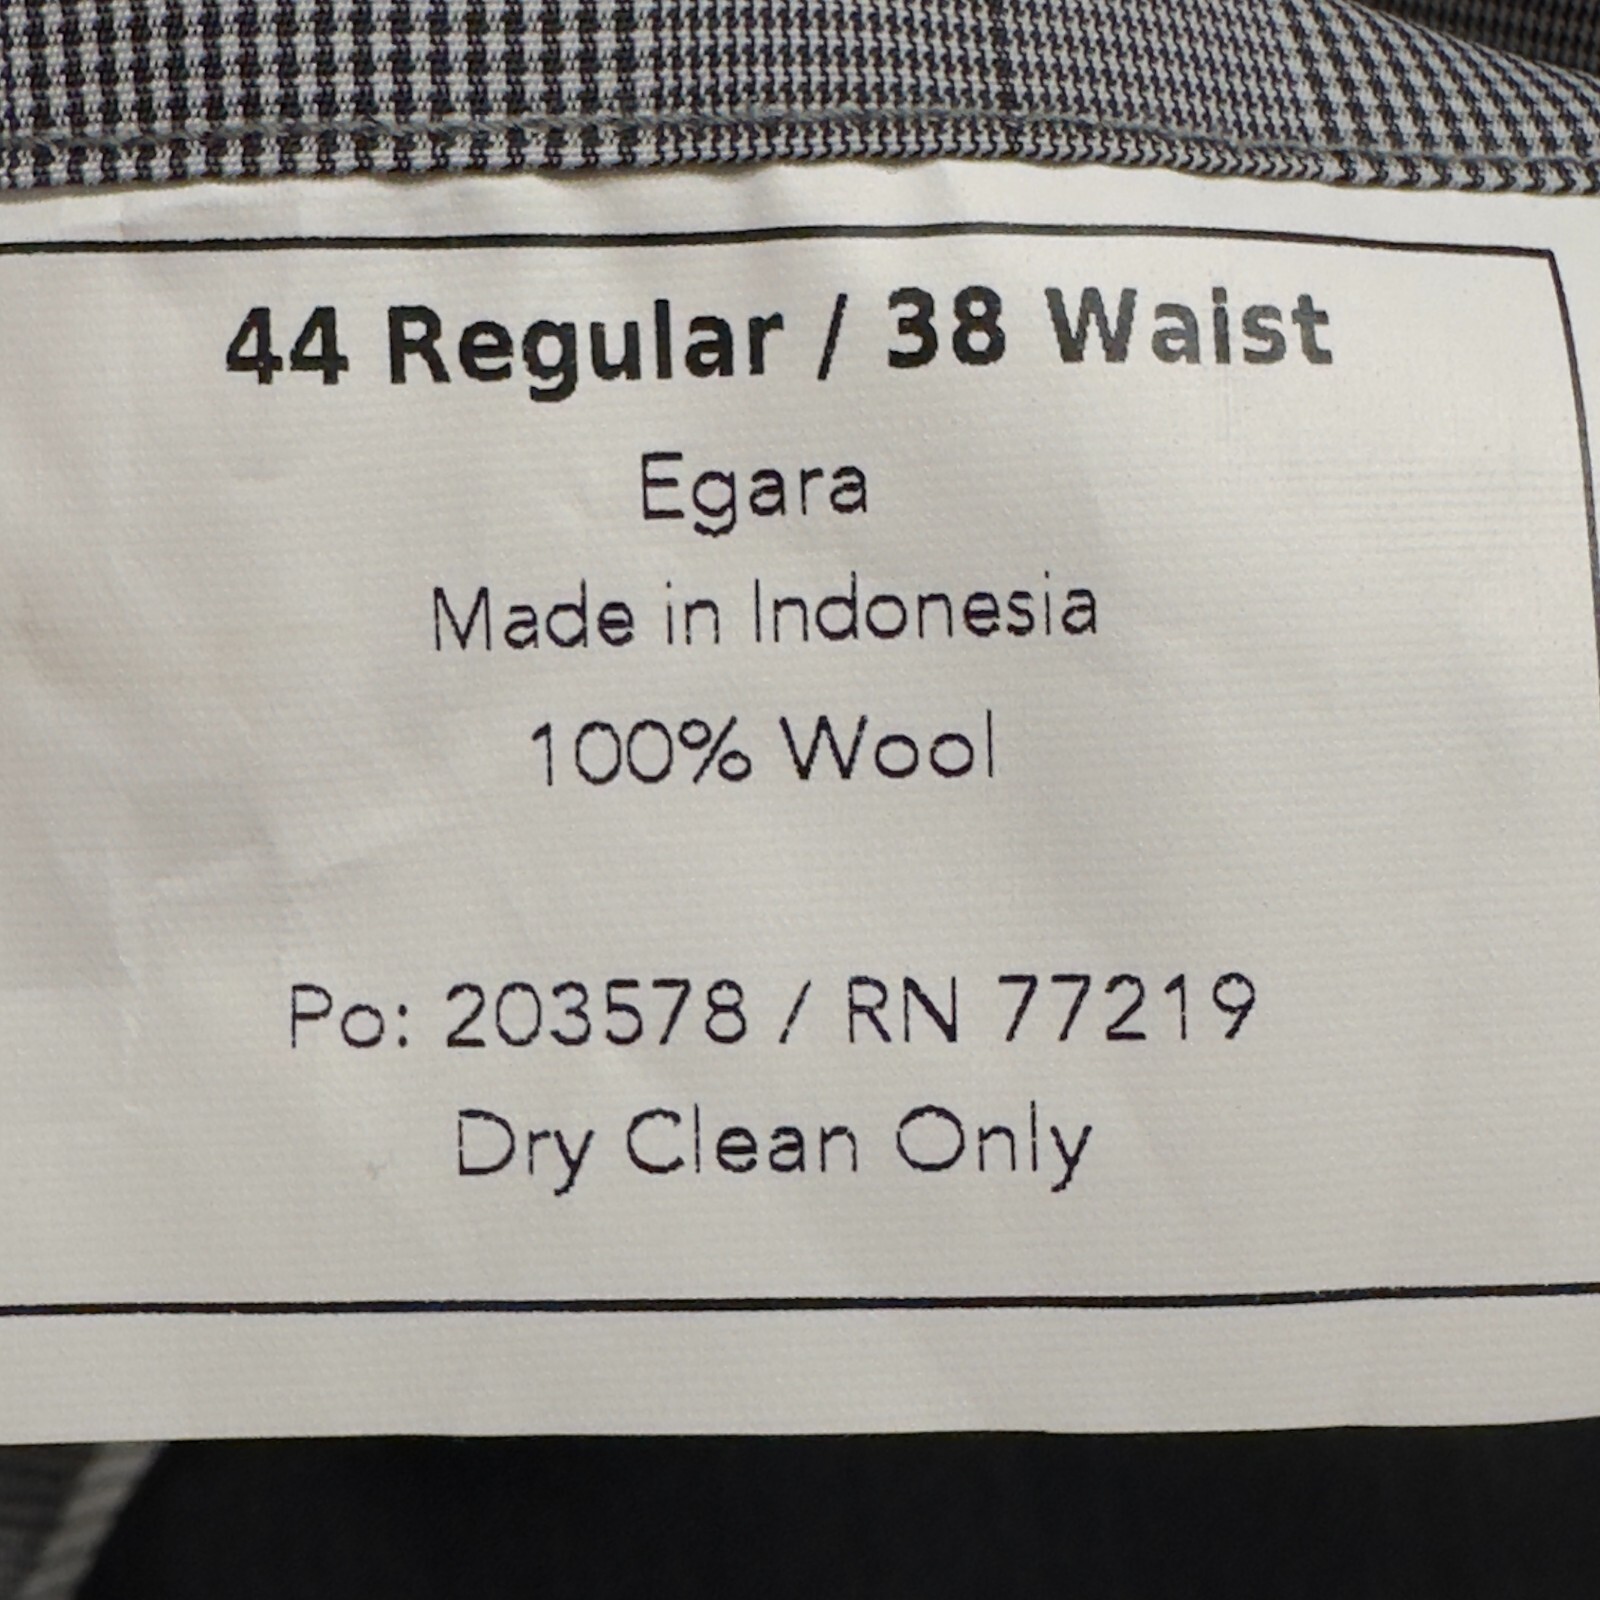 44 Regular / 38 Waist
Egara
Made in Indonesia
100% Wool
Po: 203578 / RN 77219
Dry Clean Only